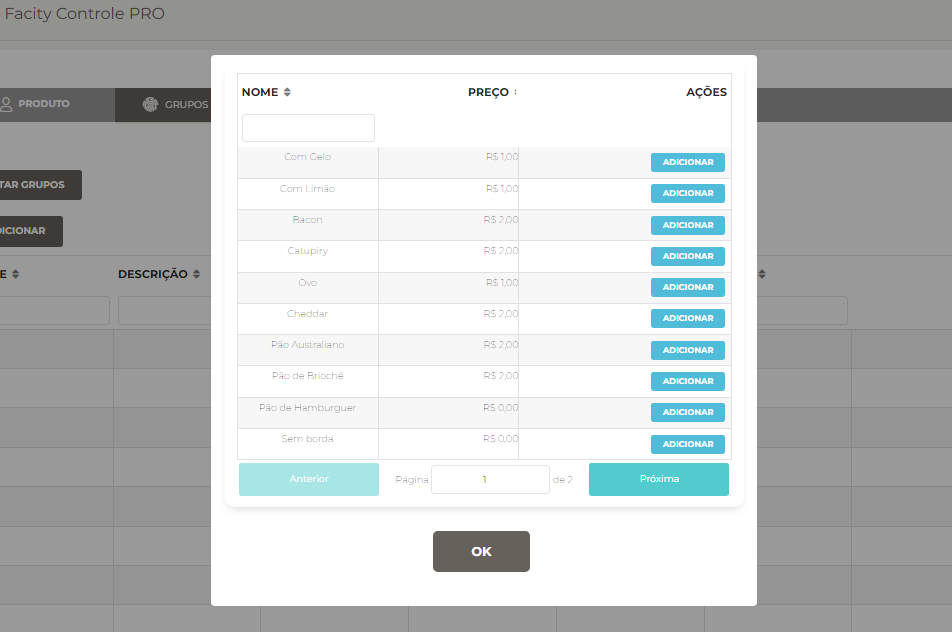 Facity Controle PRO
PRODUTO
GRUPOS
TAR GRUPOS
DICIONAR
E
DESCRIÇÃO
NOME PREÇO AÇÕES
Com Gelo R$ 1,00 ADICIONAR
Com Limão R$ 1,00 ADICIONAR
Bacon R$ 2,00 ADICIONAR
Catupiry R$ 2,00 ADICIONAR
Ovo R$ 1,00 ADICIONAR
Cheddar R$ 2,00 ADICIONAR
Pão Australiano R$ 2,00 ADICIONAR
Pão de Brioché R$ 2,00 ADICIONAR
Pão de Hamburguer R$ 0,00 ADICIONAR
Sem borda R$ 0,00 ADICIONAR
Anterior Página 1 de 2 Próxima
OK